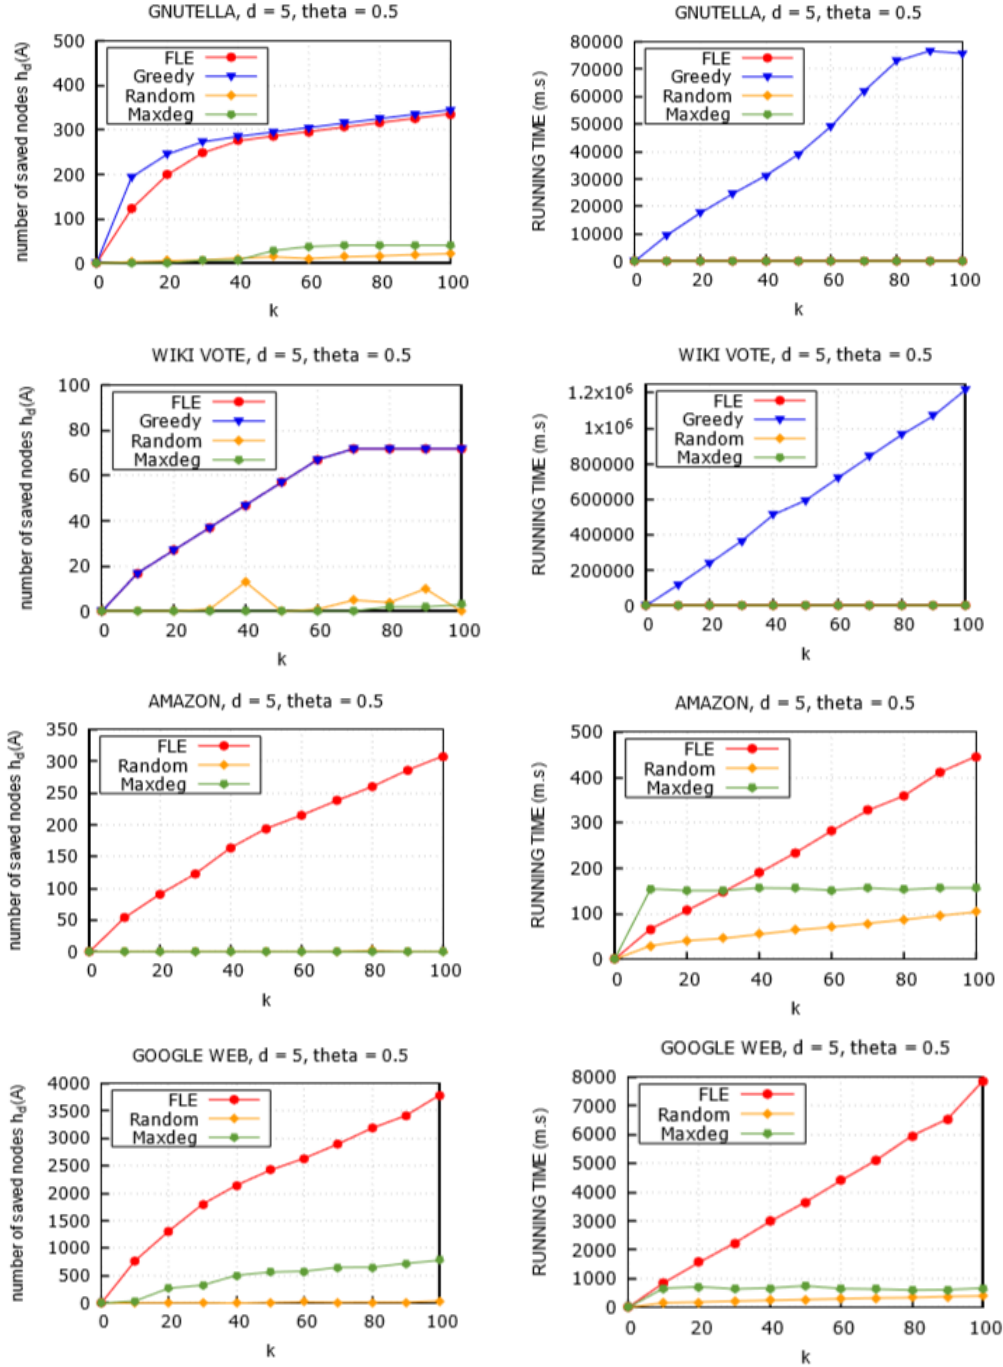 GNUTELLA, d = 5, theta = 0.5
number of saved nodes h_d(A)
500
400
300
200
100
0
FLE
Greedy
Random
Maxdeg
0 20 40 60 80 100
k
GNUTELLA, d = 5, theta = 0.5
RUNNING TIME (m.s)
80000
70000
60000
50000
40000
30000
20000
10000
0
FLE
Greedy
Random
Maxdeg
0 20 40 60 80 100
k
WIKI VOTE, d = 5, theta = 0.5
number of saved nodes h_d(A)
100
80
60
40
20
0
FLE
Greedy
Random
Maxdeg
0 20 40 60 80 100
k
WIKI VOTE, d = 5, theta = 0.5
RUNNING TIME (m.s)
1.2x10⁶
1x10⁶
800000
600000
400000
200000
0
FLE
Greedy
Random
Maxdeg
0 20 40 60 80 100
k
AMAZON, d = 5, theta = 0.5
number of saved nodes h_d(A)
350
300
250
200
150
100
50
0
FLE
Random
Maxdeg
0 20 40 60 80 100
k
AMAZON, d = 5, theta = 0.5
RUNNING TIME (m.s)
500
400
300
200
100
0
FLE
Random
Maxdeg
0 20 40 60 80 100
k
GOOGLE WEB, d = 5, theta = 0.5
number of saved nodes h_d(A)
4000
3500
3000
2500
2000
1500
1000
500
0
FLE
Random
Maxdeg
0 20 40 60 80 100
k
GOOGLE WEB, d = 5, theta = 0.5
RUNNING TIME (m.s)
8000
7000
6000
5000
4000
3000
2000
1000
0
FLE
Random
Maxdeg
0 20 40 60 80 100
k